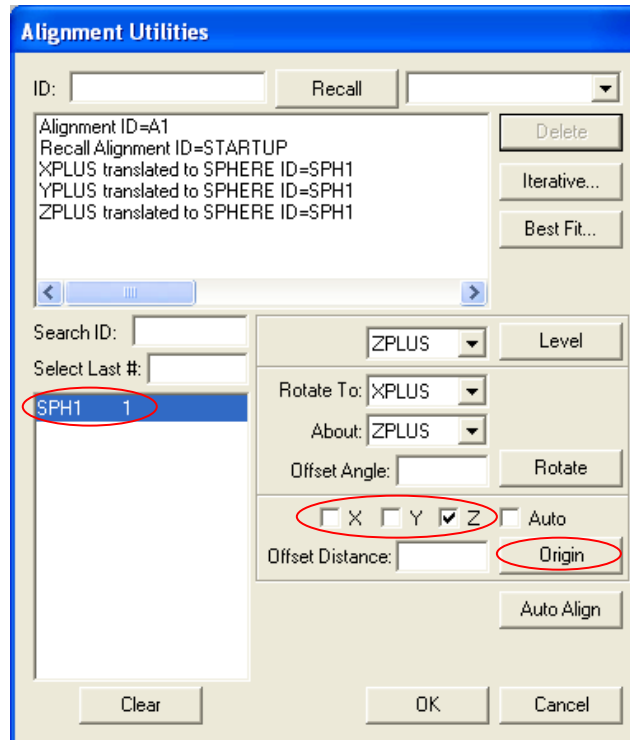 Alignment Utilities
ID:
Recall
Alignment ID=A1
Recall Alignment ID=STARTUP
XPLUS translated to SPHERE ID=SPH1
YPLUS translated to SPHERE ID=SPH1
ZPLUS translated to SPHERE ID=SPH1
Delete
Iterative...
Best Fit...
Search ID:
Select Last #:
SPH1 1
ZPLUS
Level
Rotate To: XPLUS
About: ZPLUS
Offset Angle:
Rotate
X Y Z Auto
Offset Distance:
Origin
Auto Align
Clear
OK
Cancel